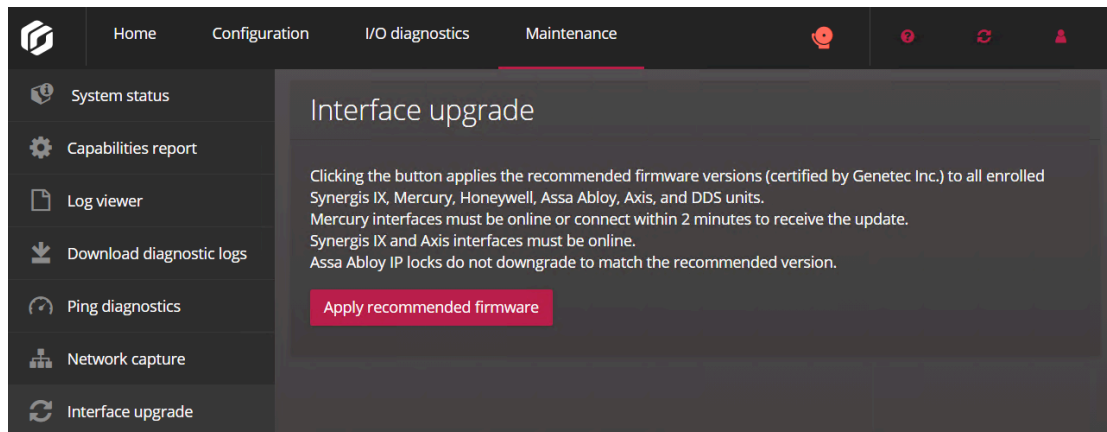 Home
Configuration
I/O diagnostics
Maintenance
System status
Capabilities report
Log viewer
Download diagnostic logs
Ping diagnostics
Network capture
Interface upgrade
Interface upgrade
Clicking the button applies the recommended firmware versions (certified by Genetec Inc.) to all enrolled
Synergis IX, Mercury, Honeywell, Assa Abloy, Axis, and DDS units.
Mercury interfaces must be online or connect within 2 minutes to receive the update.
Synergis IX and Axis interfaces must be online.
Assa Abloy IP locks do not downgrade to match the recommended version.
Apply recommended firmware